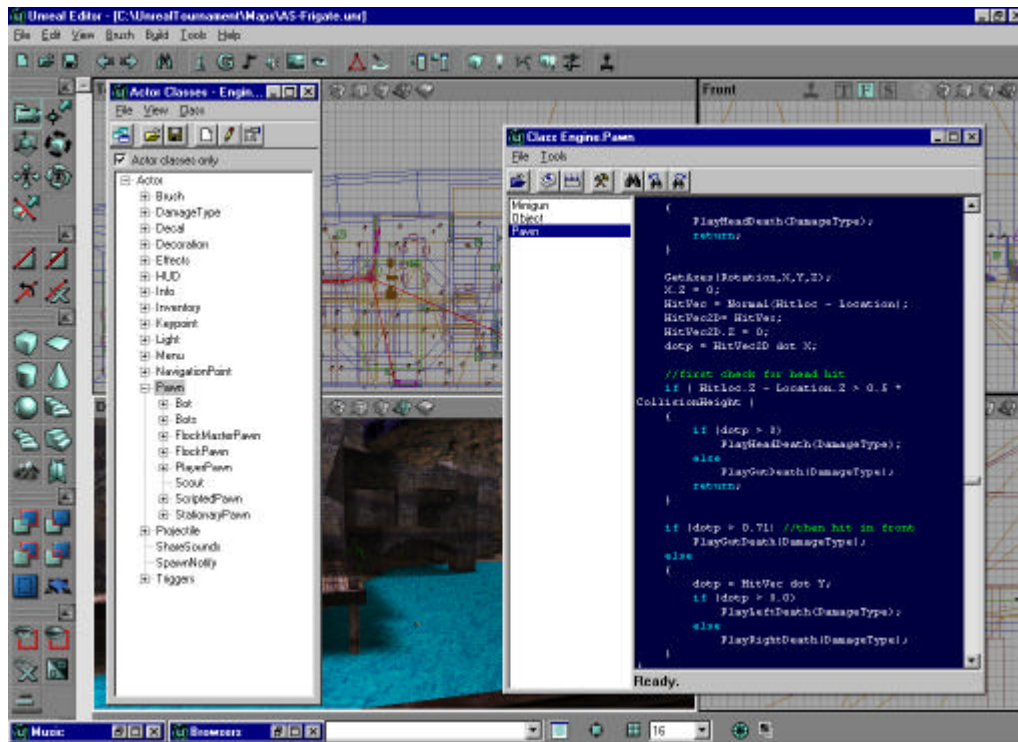 Unreal Editor - [C:\UnrealTournament\Maps\AS-Frigate.unr]
File Edit View Brush Build Tools Help
Actor Classes - Engin...
File View Class
Actor classes only
Actor
Brush
DamageType
Decal
Decoration
Effects
HUD
Info
Inventory
Keypoint
Light
Menu
NavigationPoint
Pawn
Bot
Bots
FlockMasterPawn
FlockPawn
PlayerPawn
Scout
ScriptedPawn
StationaryPawn
Projectile
ShareSounds
SpawnNotify
Triggers
Front
T F S
Class Engine.Pawn
File Tools
Minigun
Object
Pawn
{
PlayHeadDeath(DamageType);
return;
}
GetAxes(Rotation,X,Y,Z);
X.Z = 0;
HitVec = Normal(HitLoc - Location);
HitVec2D= HitVec;
HitVec2D.Z = 0;
dotp = HitVec2D dot X;
//first check for head hit
if ( HitLoc.Z - Location.Z > 0.5 *
CollisionHeight )
{
if (dotp > 0)
PlayHeadDeath(DamageType);
else
PlayGutDeath(DamageType);
return;
}
if (dotp > 0.71) //then hit in front
PlayGutDeath(DamageType);
else
{
dotp = HitVec dot Y;
if (dotp > 0.0)
PlayLeftDeath(DamageType);
else
PlayRightDeath(DamageType);
}
Ready.
Music
Browsers
16